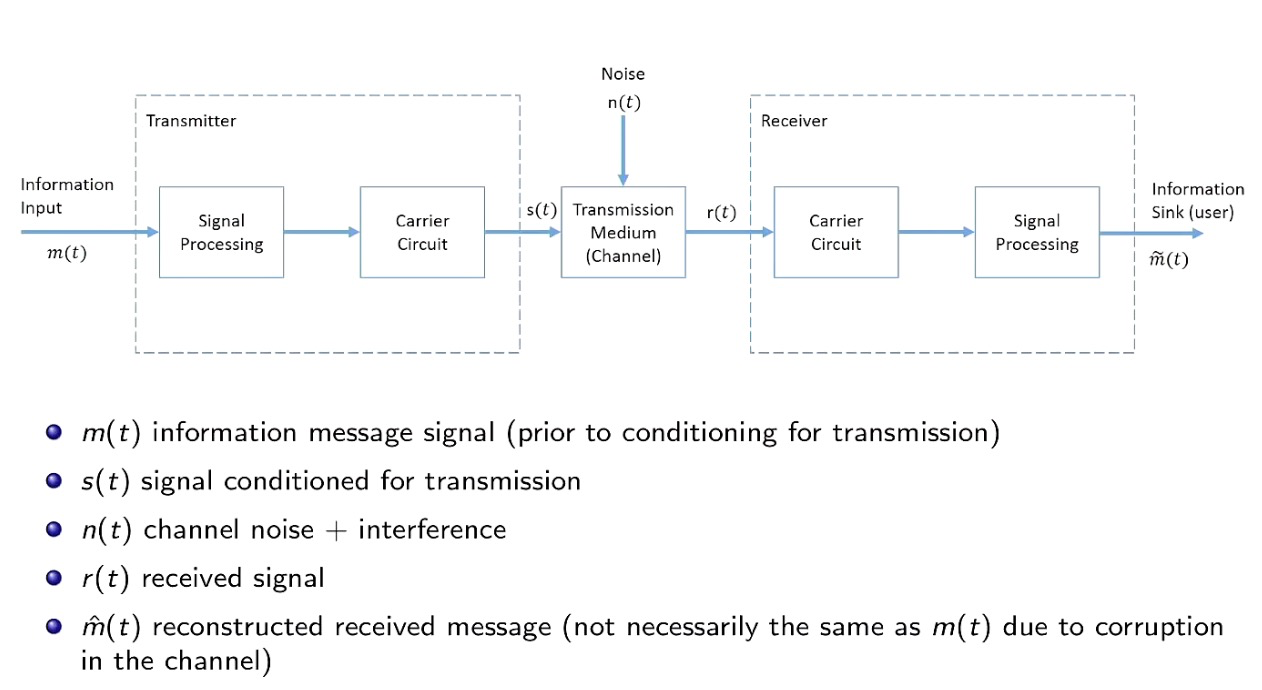 Noise
n(t)
Transmitter
Receiver
Information
Input
m(t)
Signal
Processing
Carrier
Circuit
s(t)
Transmission
Medium
(Channel)
r(t)
Carrier
Circuit
Signal
Processing
Information
Sink (user)
m̃(t)
m(t) information message signal (prior to conditioning for transmission)
s(t) signal conditioned for transmission
n(t) channel noise + interference
r(t) received signal
m̂(t) reconstructed received message (not necessarily the same as m(t) due to corruption
in the channel)